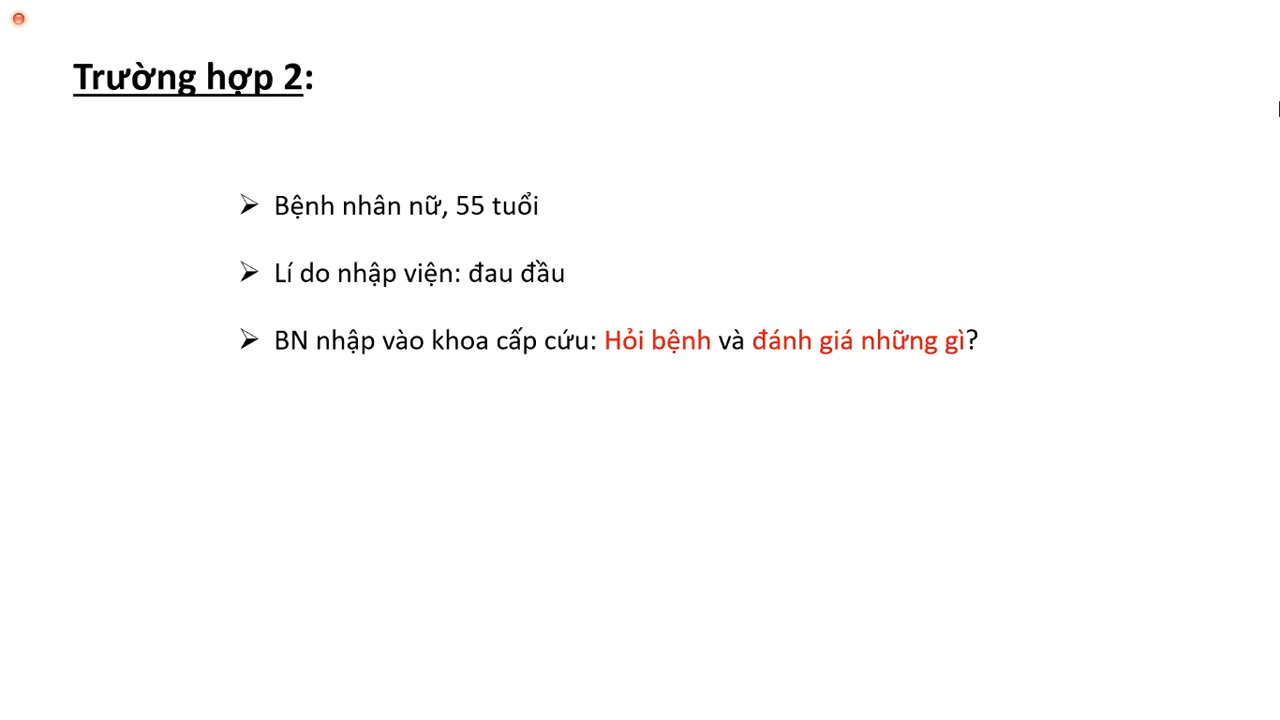 Trường hợp 2:
Bệnh nhân nữ, 55 tuổi
Lí do nhập viện: đau đầu
BN nhập vào khoa cấp cứu: Hỏi bệnh và đánh giá những gì?